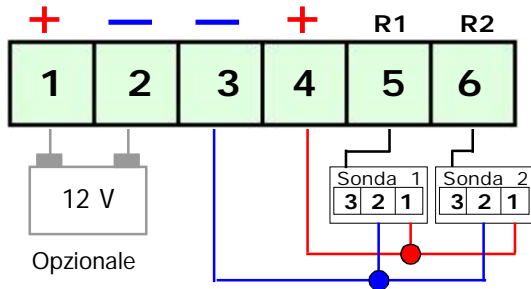 + — — + R1 R2
1 2 3 4 5 6
Sonda 1 Sonda 2
3 2 1 3 2 1
12 V
Opzionale